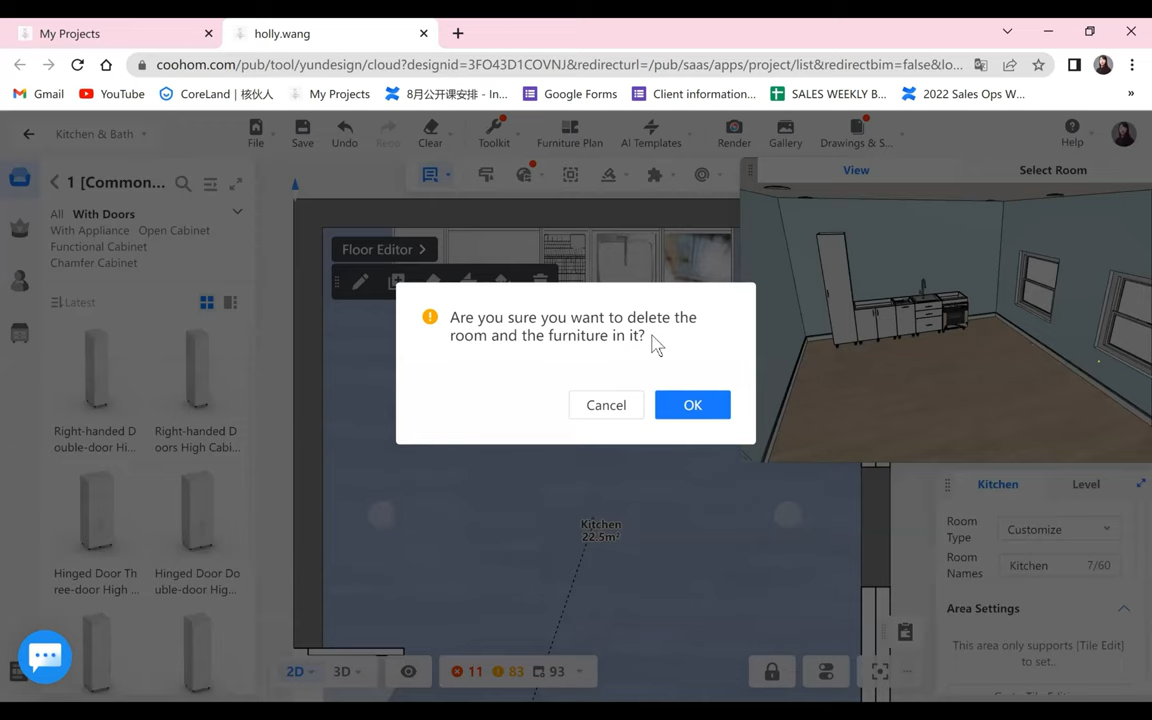 My Projects
holly.wang
coohom.com/pub/tool/yundesign/cloud?designid=3FO43D1COVNJ&redirecturl=/pub/saas/apps/project/list&redirectbim=false&lo...
Gmail
YouTube
CoreLand | 核伙人
My Projects
8月公开课安排 - In...
Google Forms
Client information...
SALES WEEKLY B...
2022 Sales Ops W...
»
Kitchen & Bath
File
Save
Undo
Redo
Clear
Toolkit
Furniture Plan
AI Templates
Render
Gallery
Drawings & S...
Help
1 [Common...
All With Doors
With Appliance Open Cabinet
Functional Cabinet
Chamfer Cabinet
Latest
Right-handed D
ouble-door Hi...
Right-handed D
oors High Cabi...
Hinged Door Th
ree-door High ...
Hinged Door Do
uble-door Hig...
Floor Editor
View
Select Room
Are you sure you want to delete the
room and the furniture in it?
Cancel
OK
Kitchen
22.5m²
Kitchen
Level
Room
Type
Customize
Room
Names
Kitchen 7/60
Area Settings
This area only supports [Tile Edit]
to set..
2D
3D
11
83
93